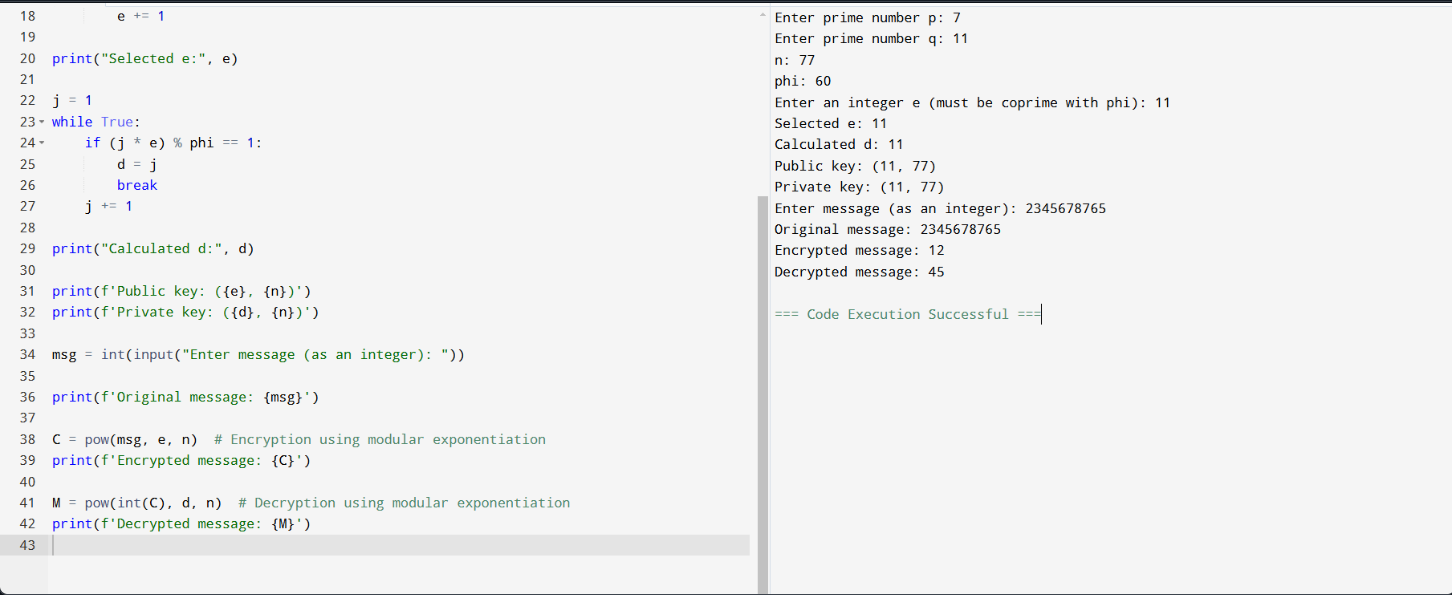 18         e += 1
19
20 print("Selected e:", e)
21
22 j = 1
23 while True:
24     if (j * e) % phi == 1:
25         d = j
26         break
27     j += 1
28
29 print("Calculated d:", d)
30
31 print(f'Public key: ({e}, {n})')
32 print(f'Private key: ({d}, {n})')
33
34 msg = int(input("Enter message (as an integer): "))
35
36 print(f'Original message: {msg}')
37
38 C = pow(msg, e, n)  # Encryption using modular exponentiation
39 print(f'Encrypted message: {C}')
40
41 M = pow(int(C), d, n)  # Decryption using modular exponentiation
42 print(f'Decrypted message: {M}')
43
Enter prime number p: 7
Enter prime number q: 11
n: 77
phi: 60
Enter an integer e (must be coprime with phi): 11
Selected e: 11
Calculated d: 11
Public key: (11, 77)
Private key: (11, 77)
Enter message (as an integer): 2345678765
Original message: 2345678765
Encrypted message: 12
Decrypted message: 45
=== Code Execution Successful ===